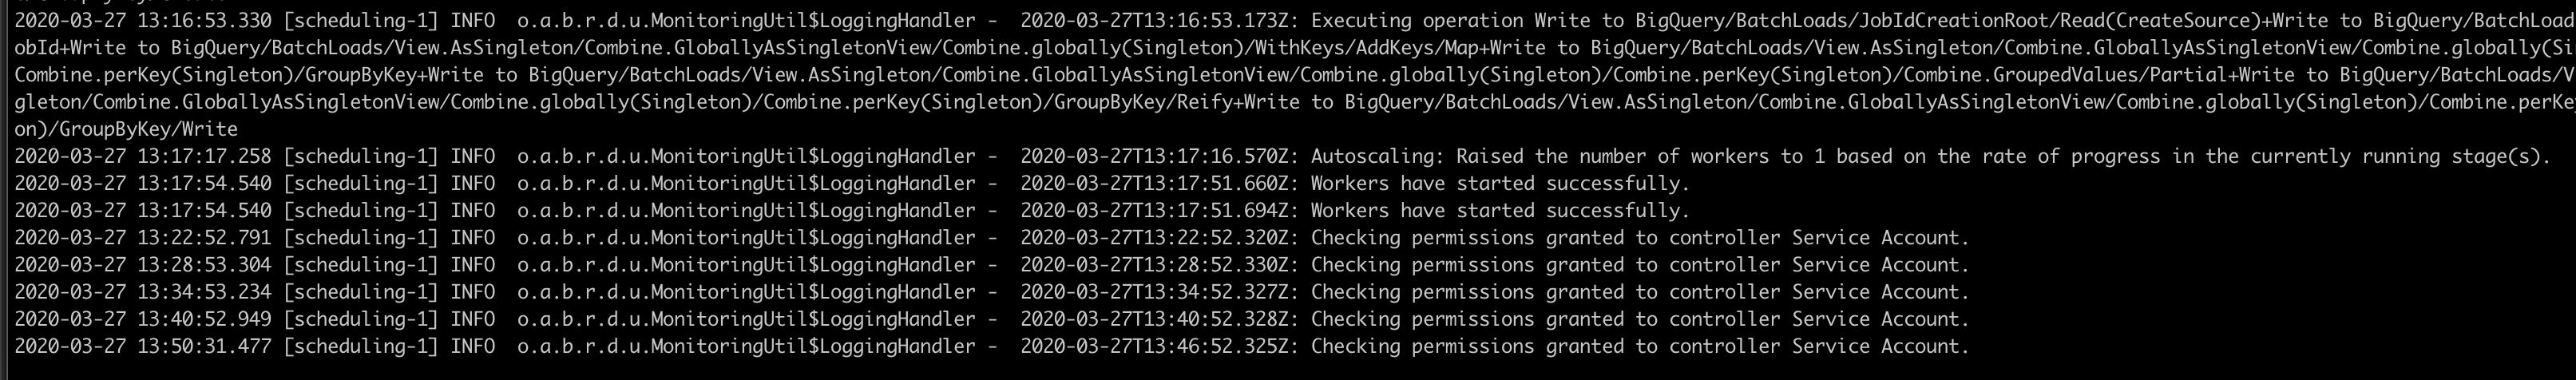 2020-03-27 13:16:53.330 [scheduling-1] INFO  o.a.b.r.d.u.MonitoringUtil$LoggingHandler -  2020-03-27T13:16:53.173Z: Executing operation Write to BigQuery/BatchLoads/JobIdCreationRoot/Read(CreateSource)+Write to BigQuery/BatchLoad
obId+Write to BigQuery/BatchLoads/View.AsSingleton/Combine.GloballyAsSingletonView/Combine.globally(Singleton)/WithKeys/AddKeys/Map+Write to BigQuery/BatchLoads/View.AsSingleton/Combine.GloballyAsSingletonView/Combine.globally(Si
Combine.perKey(Singleton)/GroupByKey+Write to BigQuery/BatchLoads/View.AsSingleton/Combine.GloballyAsSingletonView/Combine.globally(Singleton)/Combine.perKey(Singleton)/Combine.GroupedValues/Partial+Write to BigQuery/BatchLoads/V
gleton/Combine.GloballyAsSingletonView/Combine.globally(Singleton)/Combine.perKey(Singleton)/GroupByKey/Reify+Write to BigQuery/BatchLoads/View.AsSingleton/Combine.GloballyAsSingletonView/Combine.globally(Singleton)/Combine.perKe
on)/GroupByKey/Write
2020-03-27 13:17:17.258 [scheduling-1] INFO  o.a.b.r.d.u.MonitoringUtil$LoggingHandler -  2020-03-27T13:17:16.570Z: Autoscaling: Raised the number of workers to 1 based on the rate of progress in the currently running stage(s).
2020-03-27 13:17:54.540 [scheduling-1] INFO  o.a.b.r.d.u.MonitoringUtil$LoggingHandler -  2020-03-27T13:17:51.660Z: Workers have started successfully.
2020-03-27 13:17:54.540 [scheduling-1] INFO  o.a.b.r.d.u.MonitoringUtil$LoggingHandler -  2020-03-27T13:17:51.694Z: Workers have started successfully.
2020-03-27 13:22:52.791 [scheduling-1] INFO  o.a.b.r.d.u.MonitoringUtil$LoggingHandler -  2020-03-27T13:22:52.320Z: Checking permissions granted to controller Service Account.
2020-03-27 13:28:53.304 [scheduling-1] INFO  o.a.b.r.d.u.MonitoringUtil$LoggingHandler -  2020-03-27T13:28:52.330Z: Checking permissions granted to controller Service Account.
2020-03-27 13:34:53.234 [scheduling-1] INFO  o.a.b.r.d.u.MonitoringUtil$LoggingHandler -  2020-03-27T13:34:52.327Z: Checking permissions granted to controller Service Account.
2020-03-27 13:40:52.949 [scheduling-1] INFO  o.a.b.r.d.u.MonitoringUtil$LoggingHandler -  2020-03-27T13:40:52.328Z: Checking permissions granted to controller Service Account.
2020-03-27 13:50:31.477 [scheduling-1] INFO  o.a.b.r.d.u.MonitoringUtil$LoggingHandler -  2020-03-27T13:46:52.325Z: Checking permissions granted to controller Service Account.